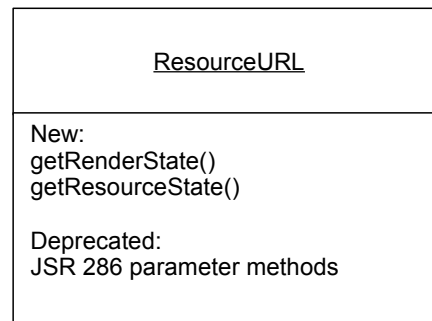 ResourceURL
New:
getRenderState()
getResourceState()
Deprecated:
JSR 286 parameter methods